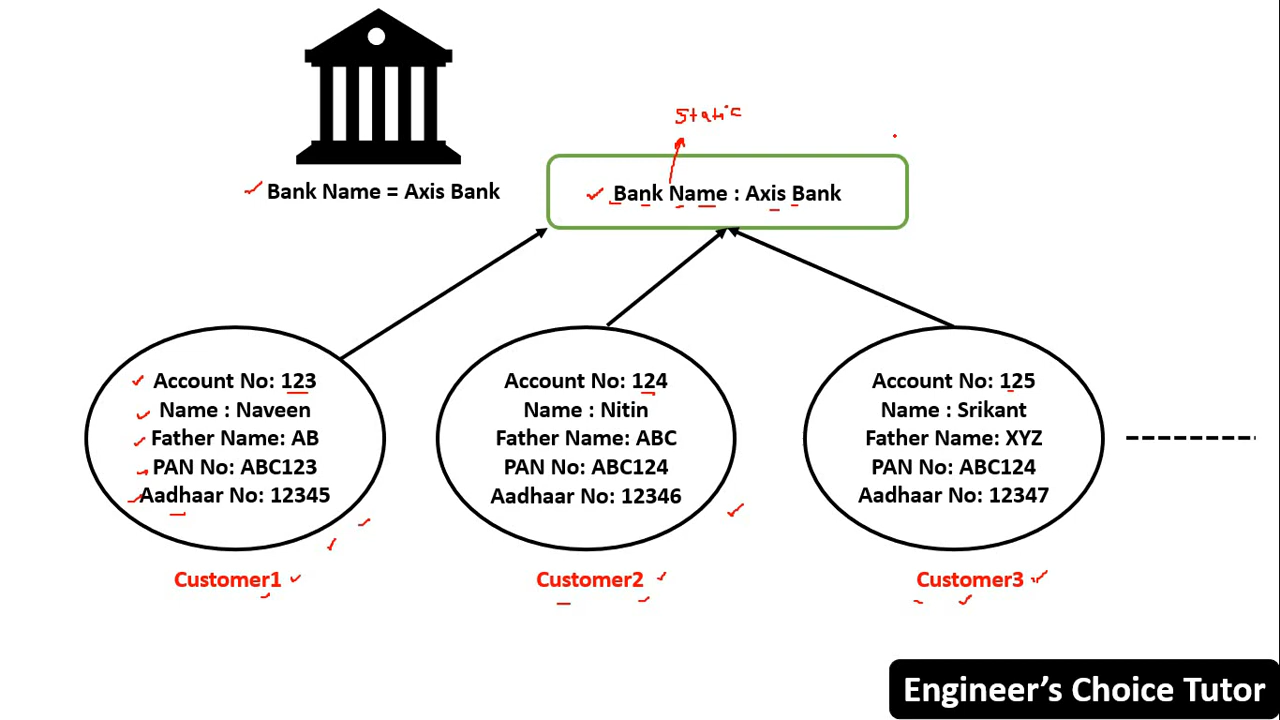 Static
Bank Name = Axis Bank
Bank Name : Axis Bank
Account No: 123
Name : Naveen
Father Name: AB
PAN No: ABC123
Aadhaar No: 12345
Customer1
Account No: 124
Name : Nitin
Father Name: ABC
PAN No: ABC124
Aadhaar No: 12346
Customer2
Account No: 125
Name : Srikant
Father Name: XYZ
PAN No: ABC124
Aadhaar No: 12347
Customer3
Engineer's Choice Tutor